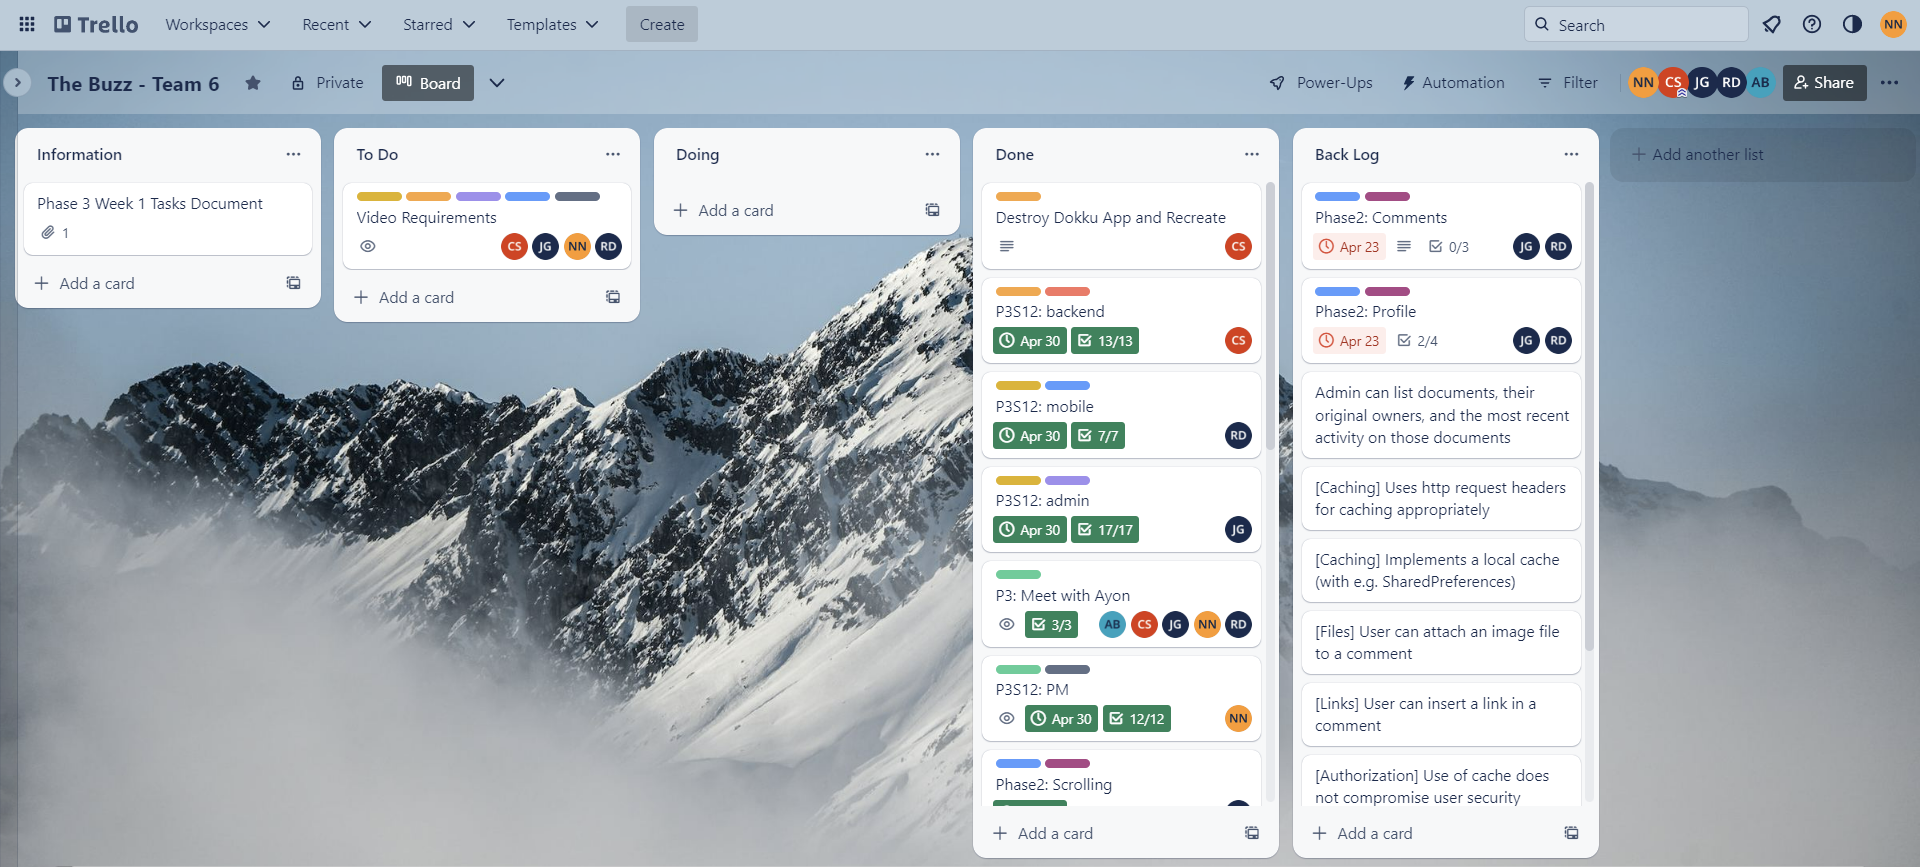 Trello
Workspaces
Recent
Starred
Templates
Create
Search
NN
The Buzz - Team 6
Private
Board
Power-Ups
Automation
Filter
NN
CS
JG
RD
AB
Share
Information
Phase 3 Week 1 Tasks Document
1
Add a card
To Do
Video Requirements
CS
JG
NN
RD
Add a card
Doing
Add a card
Done
Destroy Dokku App and Recreate
CS
P3S12: backend
Apr 30
13/13
CS
P3S12: mobile
Apr 30
7/7
RD
P3S12: admin
Apr 30
17/17
JG
P3: Meet with Ayon
3/3
AB
CS
JG
NN
RD
P3S12: PM
Apr 30
12/12
NN
Phase2: Scrolling
Add a card
Back Log
Phase2: Comments
Apr 23
0/3
JG
RD
Phase2: Profile
Apr 23
2/4
JG
RD
Admin can list documents, their
original owners, and the most recent
activity on those documents
[Caching] Uses http request headers
for caching appropriately
[Caching] Implements a local cache
(with e.g. SharedPreferences)
[Files] User can attach an image file
to a comment
[Links] User can insert a link in a
comment
[Authorization] Use of cache does
not compromise user security
Add a card
Add another list